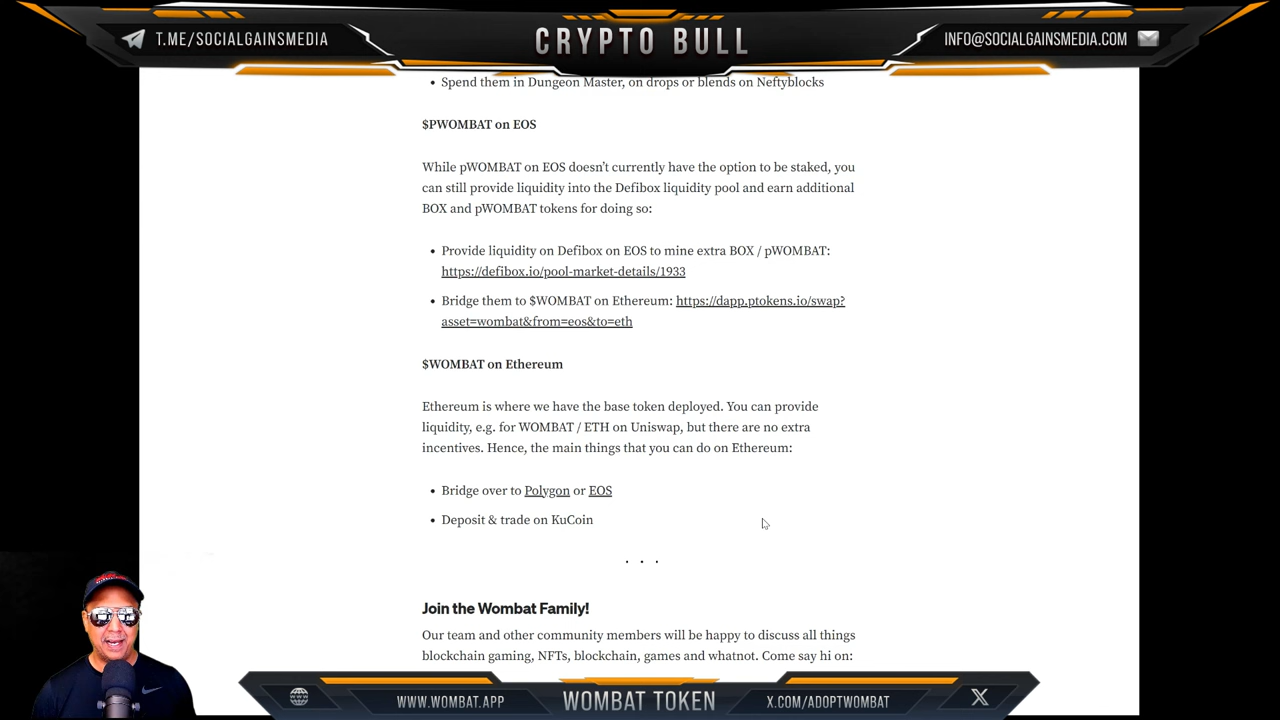 T.ME/SOCIALGAINSMEDIA
CRYPTO BULL
INFO@SOCIALGAINSMEDIA.COM
• Spend them in Dungeon Master, on drops or blends on Neftyblocks
$PWOMBAT on EOS
While pWOMBAT on EOS doesn’t currently have the option to be staked, you
can still provide liquidity into the Defibox liquidity pool and earn additional
BOX and pWOMBAT tokens for doing so:
• Provide liquidity on Defibox on EOS to mine extra BOX / pWOMBAT:
https://defibox.io/pool-market-details/1933
• Bridge them to $WOMBAT on Ethereum: https://dapp.ptokens.io/swap?
asset=wombat&from=eos&to=eth
$WOMBAT on Ethereum
Ethereum is where we have the base token deployed. You can provide
liquidity, e.g. for WOMBAT / ETH on Uniswap, but there are no extra
incentives. Hence, the main things that you can do on Ethereum:
• Bridge over to Polygon or EOS
• Deposit & trade on KuCoin
. . .
Join the Wombat Family!
Our team and other community members will be happy to discuss all things
blockchain gaming, NFTs, blockchain, games and whatnot. Come say hi on:
WWW.WOMBAT.APP
WOMBAT TOKEN
X.COM/ADOPTWOMBAT